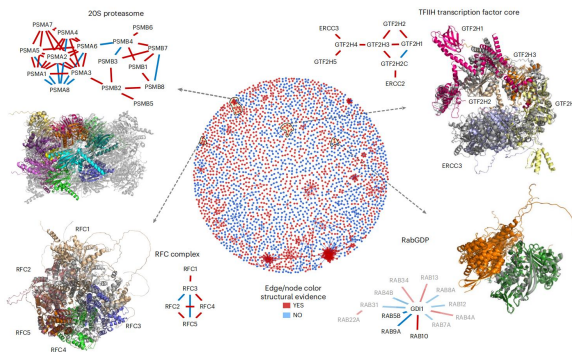 20S proteasome
PSMA7
PSMA4
PSMA5
PSMA6
PSMA2
PSMA1
PSMA3
PSMA8
PSMB6
PSMB4
PSMB7
PSMB3
PSMB1
PSMB2
PSMB8
PSMB5
TFIIH transcription factor core
ERCC3
GTF2H2
GTF2H4
GTF2H3
GTF2H1
GTF2H5
GTF2H2C
ERCC2
GTF2H1
GTF2H3
GTF2H2
ERCC3
RFC complex
RFC1
RFC2
RFC5
RFC4
RFC3
RFC1
RFC3
RFC2
RFC4
RFC5
Edge/node color
structural evidence
YES
NO
RabGDP
RAB34
RAB13
RAB4B
RAB8A
RAB31
GDI1
RAB12
RAB5B
RAB22A
RAB4A
RAB9A
RAB7A
RAB10